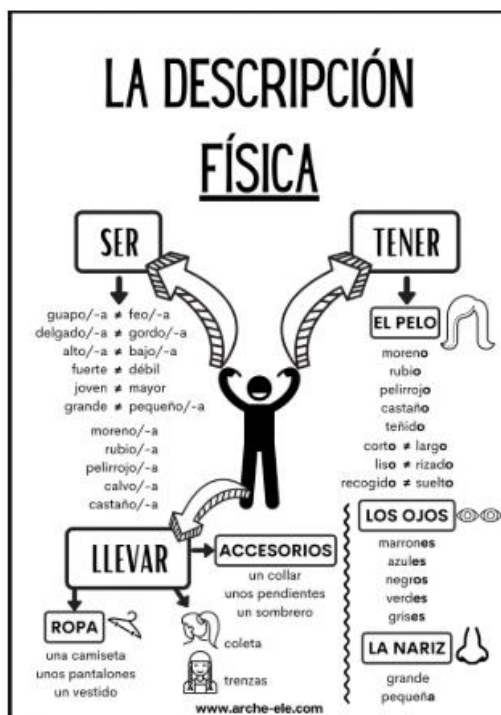 LA DESCRIPCIÓN
FÍSICA
SER
guapo/-a ≠ feo/-a
delgado/-a ≠ gordo/-a
alto/-a ≠ bajo/-a
fuerte ≠ débil
joven ≠ mayor
grande ≠ pequeño/-a
moreno/-a
rubio/-a
pelirrojo/-a
calvo/-a
castaño/-a
TENER
EL PELO
moreno
rubio
pelirrojo
castaño
teñido
corto ≠ largo
liso ≠ rizado
recogido ≠ suelto
LOS OJOS
marrones
azules
negros
verdes
grises
LA NARIZ
grande
pequeña
LLEVAR
ACCESORIOS
un collar
unos pendientes
un sombrero
ROPA
una camiseta
unos pantalones
un vestido
coleta
trenzas
www.arche-ele.com